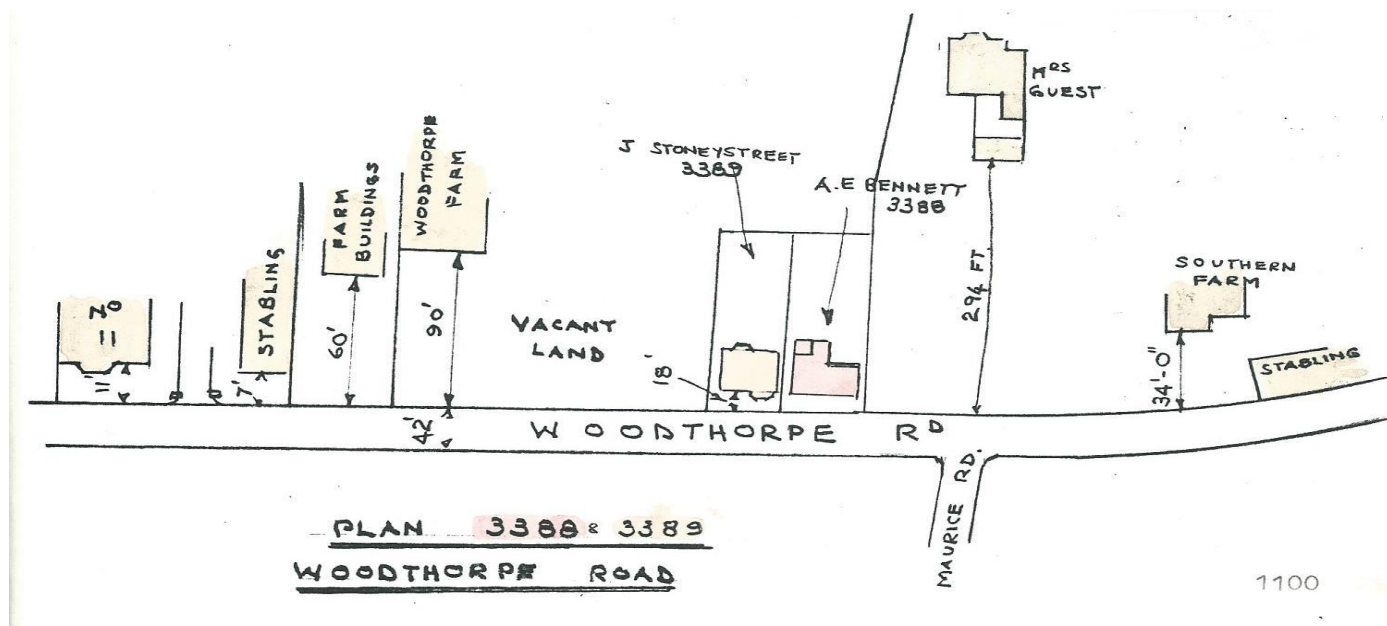 No
11
11'
7'
STABLING
60'
FARM
BUILDINGS
90'
WOODTHORPE
FARM
42'
VACANT
LAND
J STONEYSTREET
3389
A.E BENNETT
3388
18'
MRS
GUEST
294 FT
SOUTHERN
FARM
34'-0"
STABLING
WOODTHORPE RD
MAURICE RD.
PLAN 3388 & 3389
WOODTHORPE ROAD
1100